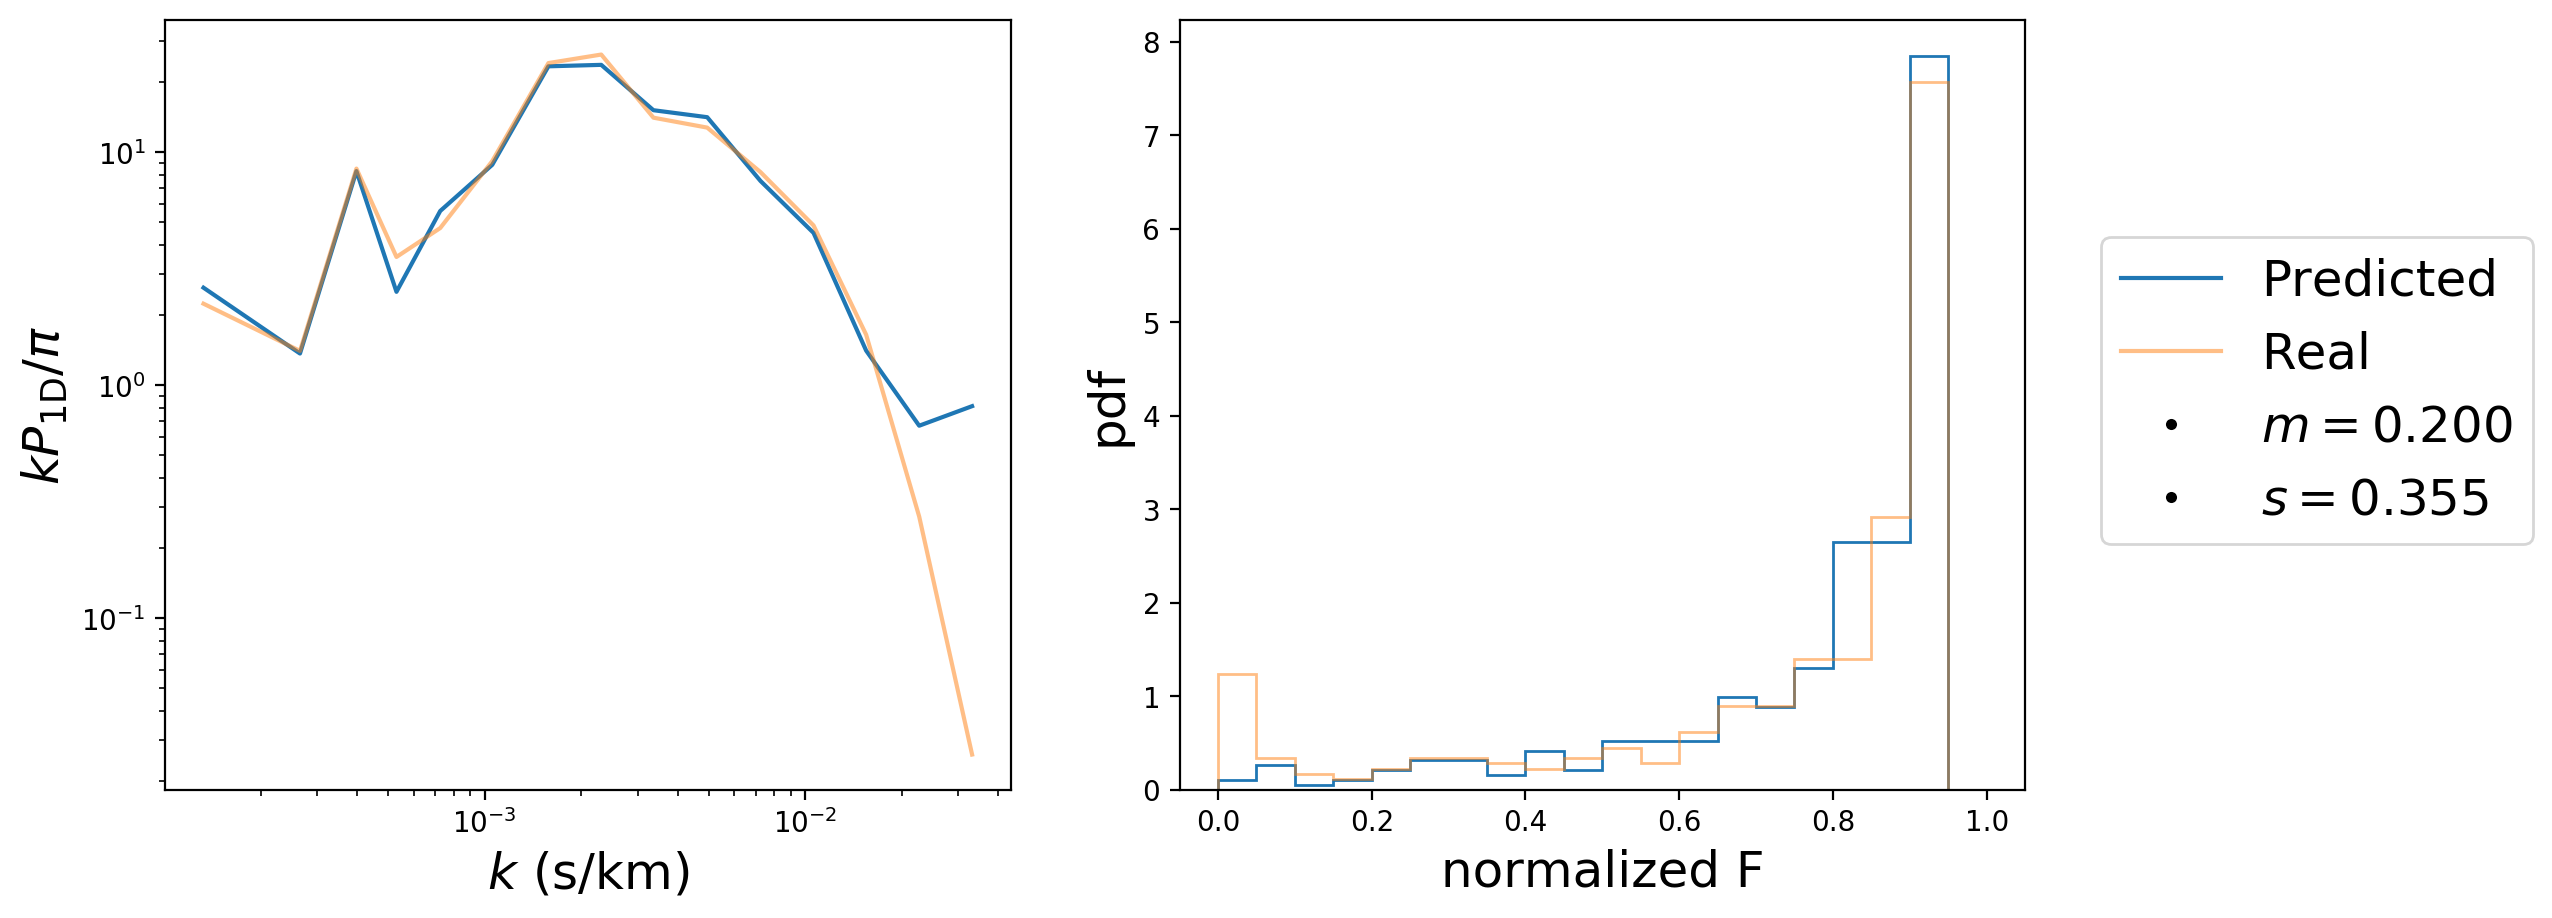 10¹
10⁰
10⁻¹
kP₁D/π
10⁻³ 10⁻²
k (s/km)
8
7
6
5
4
3
2
1
0
pdf
0.0 0.2 0.4 0.6 0.8 1.0
normalized F
Predicted
Real
m = 0.200
s = 0.355